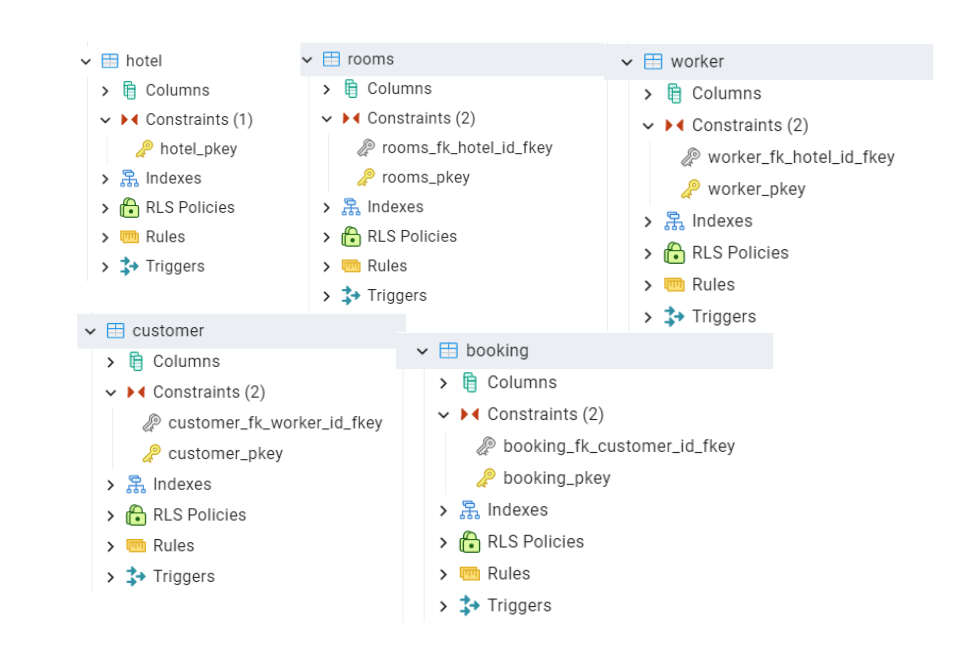 hotel
Columns
Constraints (1)
hotel_pkey
Indexes
RLS Policies
Rules
Triggers
rooms
Columns
Constraints (2)
rooms_fk_hotel_id_fkey
rooms_pkey
Indexes
RLS Policies
Rules
Triggers
worker
Columns
Constraints (2)
worker_fk_hotel_id_fkey
worker_pkey
Indexes
RLS Policies
Rules
Triggers
customer
Columns
Constraints (2)
customer_fk_worker_id_fkey
customer_pkey
Indexes
RLS Policies
Rules
Triggers
booking
Columns
Constraints (2)
booking_fk_customer_id_fkey
booking_pkey
Indexes
RLS Policies
Rules
Triggers